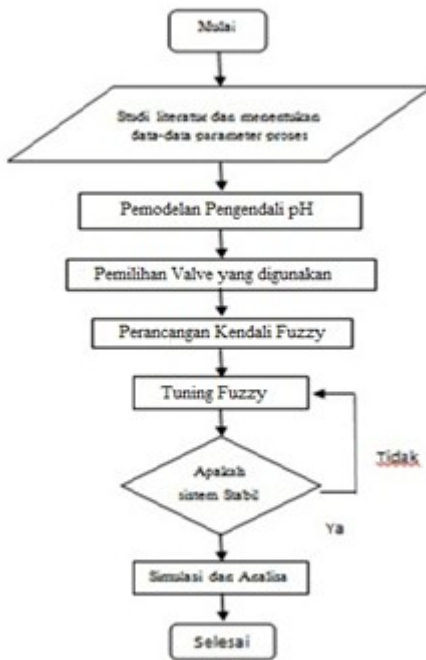 Mulai
Studi literatur dan menentukan
data-data parameter proses
Pemodelan Pengendali pH
Pemilihan Valve yang digunakan
Perancangan Kendali Fuzzy
Tuning Fuzzy
Apakah
sistem Stabil
Tidak
Ya
Simulasi dan Analisa
Selesai